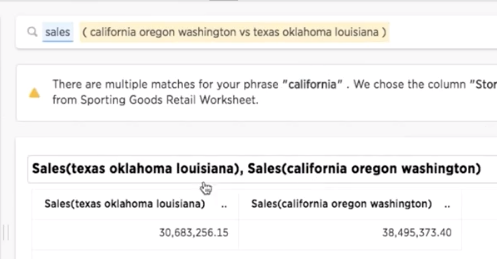 sales ( california oregon washington vs texas oklahoma louisiana )
There are multiple matches for your phrase "california" . We chose the column "Stor
from Sporting Goods Retail Worksheet.
Sales(texas oklahoma louisiana), Sales(california oregon washington)
Sales(texas oklahoma louisiana) .. Sales(california oregon washington) ..
30,683,256.15 38,495,373.40